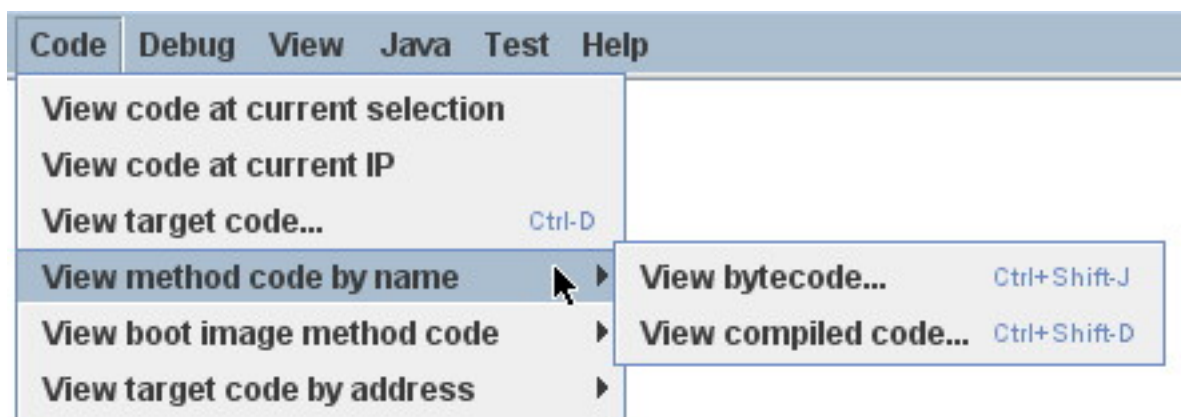 Code Debug View Java Test Help
View code at current selection
View code at current IP
View target code... Ctrl-D
View method code by name
View bytecode... Ctrl+Shift-J
View compiled code... Ctrl+Shift-D
View boot image method code
View target code by address